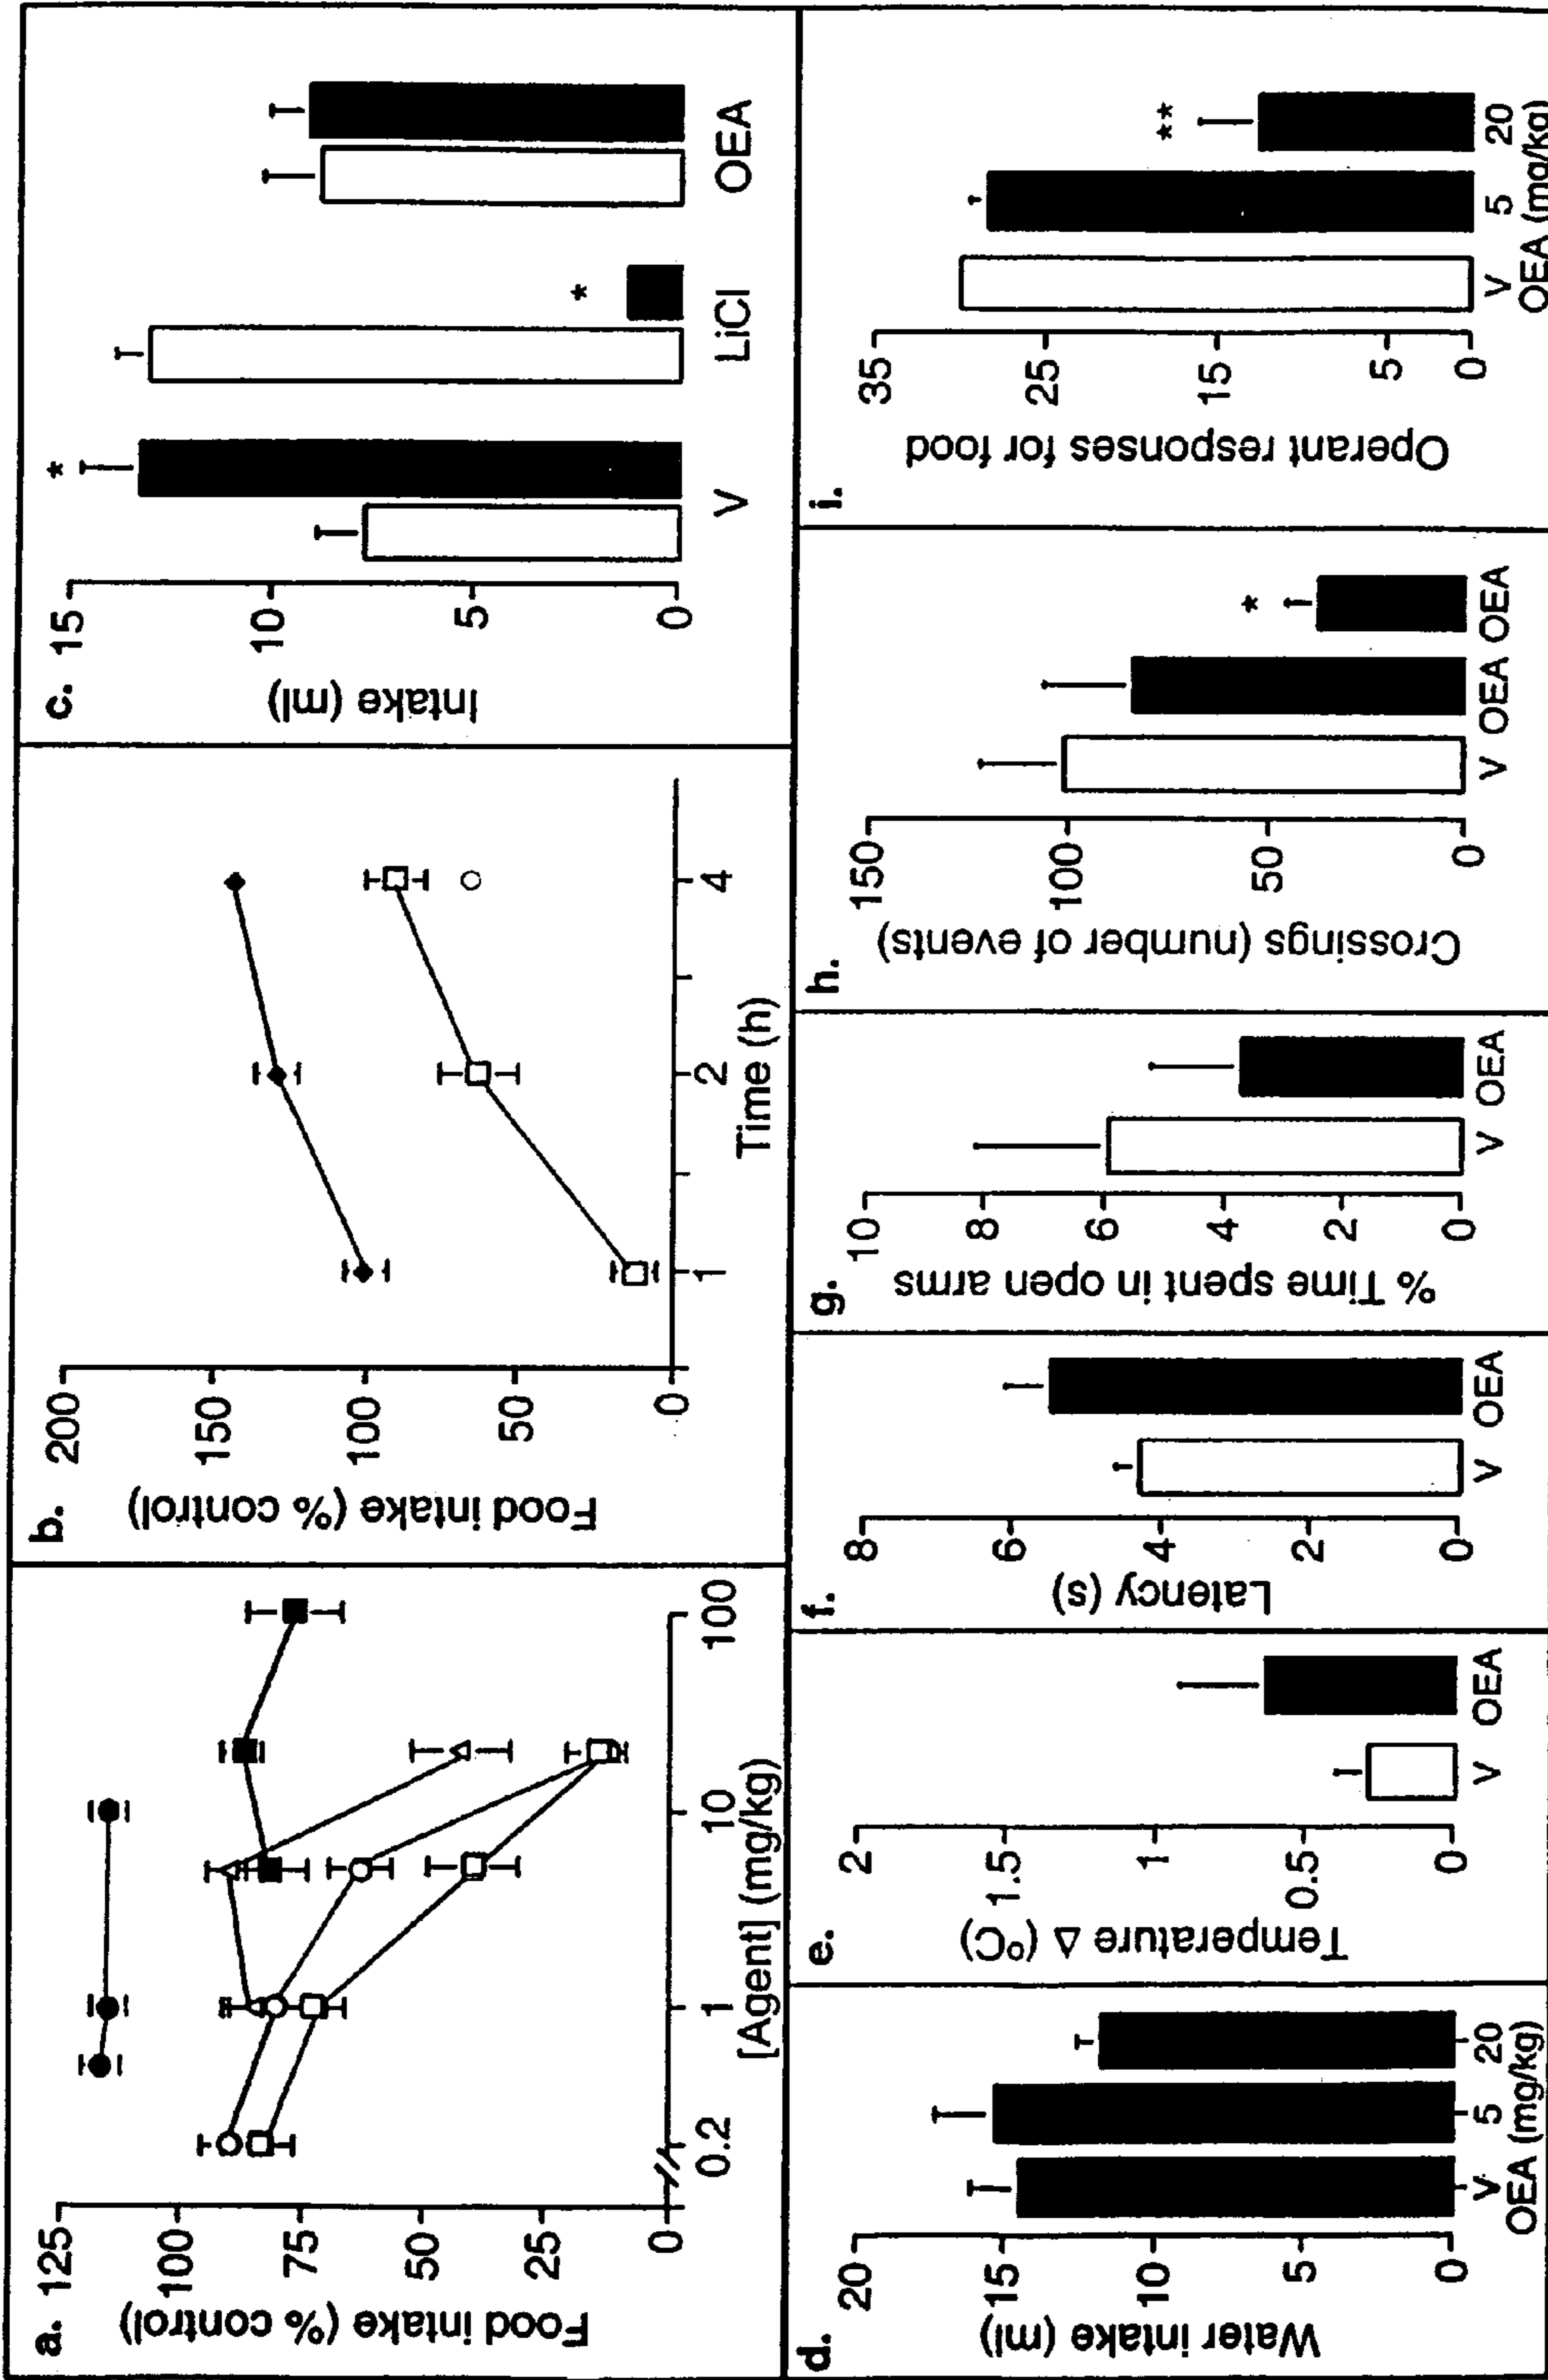 a.
Food intake (% control)
125
100
75
50
25
0
0.2
1
10
100
[Agent] (mg/kg)
b.
Food intake (% control)
200
150
100
50
0
1
2
4
Time (h)
c.
Intake (ml)
15
10
5
0
*
*
V
LiCl
OEA
d.
Water intake (ml)
20
15
10
5
0
V
5
20
OEA (mg/kg)
e.
Temperature Δ (ºC)
2
1.5
1
0.5
0
V
OEA
f.
Latency (s)
8
6
4
2
0
V
OEA
g.
% Time spent in open arms
10
8
6
4
2
0
V
OEA
h.
Crossings (number of events)
150
100
50
0
*
V
OEA
OEA
i.
Operant responses for food
35
25
15
5
0
**
V
5
20
OEA (mg/kg)